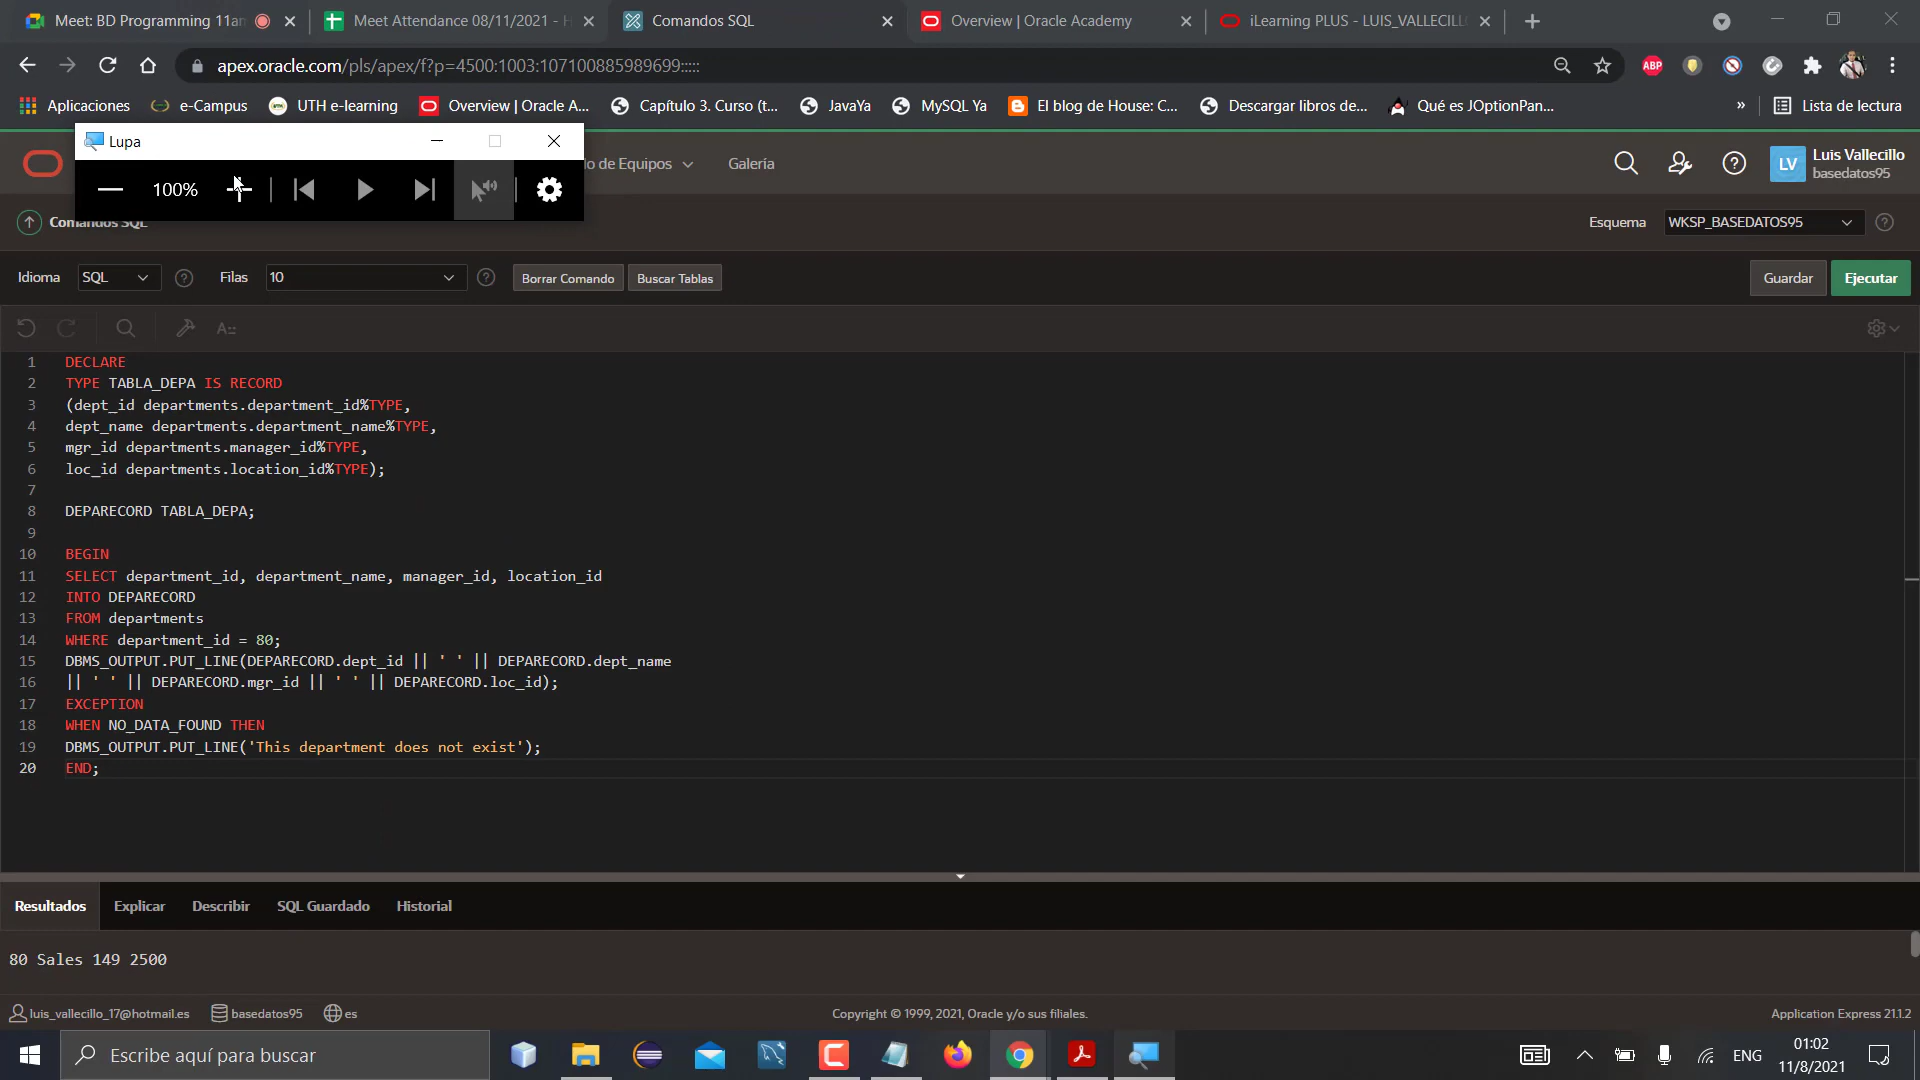 Meet: BD Programming 11am
Meet Attendance 08/11/2021 - H
Comandos SQL
Overview | Oracle Academy
iLearning PLUS - LUIS_VALLECILL
apex.oracle.com/pls/apex/f?p=4500:1003:107100885989699:::::
ABP
Aplicaciones
e-Campus
UTH e-learning
Overview | Oracle A...
Capítulo 3. Curso (t...
JavaYa
MySQL Ya
El blog de House: C...
Descargar libros de...
Qué es JOptionPan...
»
Lista de lectura
Lupa
100%
lo de Equipos
Galería
LV
Luis Vallecillo
basedatos95
Comandos SQL
Esquema
WKSP_BASEDATOS95
Idioma
SQL
Filas
10
Borrar Comando
Buscar Tablas
Guardar
Ejecutar
A::
1 DECLARE
2 TYPE TABLA_DEPA IS RECORD
3 (dept_id departments.department_id%TYPE,
4 dept_name departments.department_name%TYPE,
5 mgr_id departments.manager_id%TYPE,
6 loc_id departments.location_id%TYPE);
7
8 DEPARECORD TABLA_DEPA;
9
10 BEGIN
11 SELECT department_id, department_name, manager_id, location_id
12 INTO DEPARECORD
13 FROM departments
14 WHERE department_id = 80;
15 DBMS_OUTPUT.PUT_LINE(DEPARECORD.dept_id || ' ' || DEPARECORD.dept_name
16 || ' ' || DEPARECORD.mgr_id || ' ' || DEPARECORD.loc_id);
17 EXCEPTION
18 WHEN NO_DATA_FOUND THEN
19 DBMS_OUTPUT.PUT_LINE('This department does not exist');
20 END;
Resultados
Explicar
Describir
SQL Guardado
Historial
80 Sales 149 2500
luis_vallecillo_17@hotmail.es
basedatos95
es
Copyright © 1999, 2021, Oracle y/o sus filiales.
Application Express 21.1.2
Escribe aquí para buscar
ENG
01:02
11/8/2021